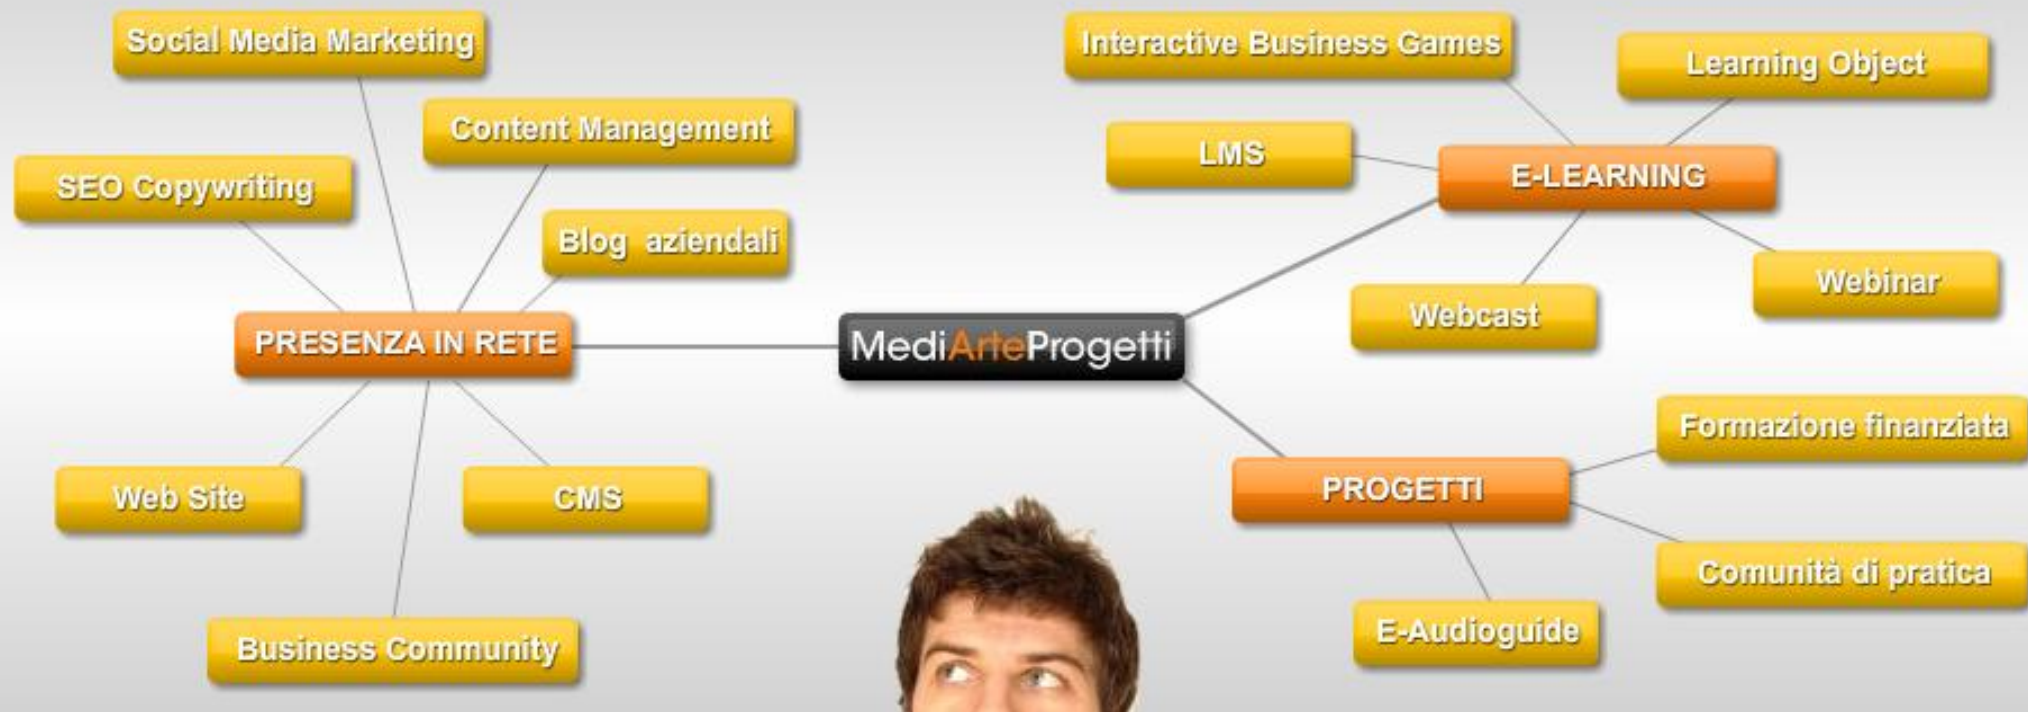 Social Media Marketing
Content Management
SEO Copywriting
Blog aziendali
PRESENZA IN RETE
Web Site
CMS
Business Community
MediArteProgetti
Interactive Business Games
Learning Object
LMS
E-LEARNING
Webinar
Webcast
Formazione finanziata
PROGETTI
Comunità di pratica
E-Audioguide